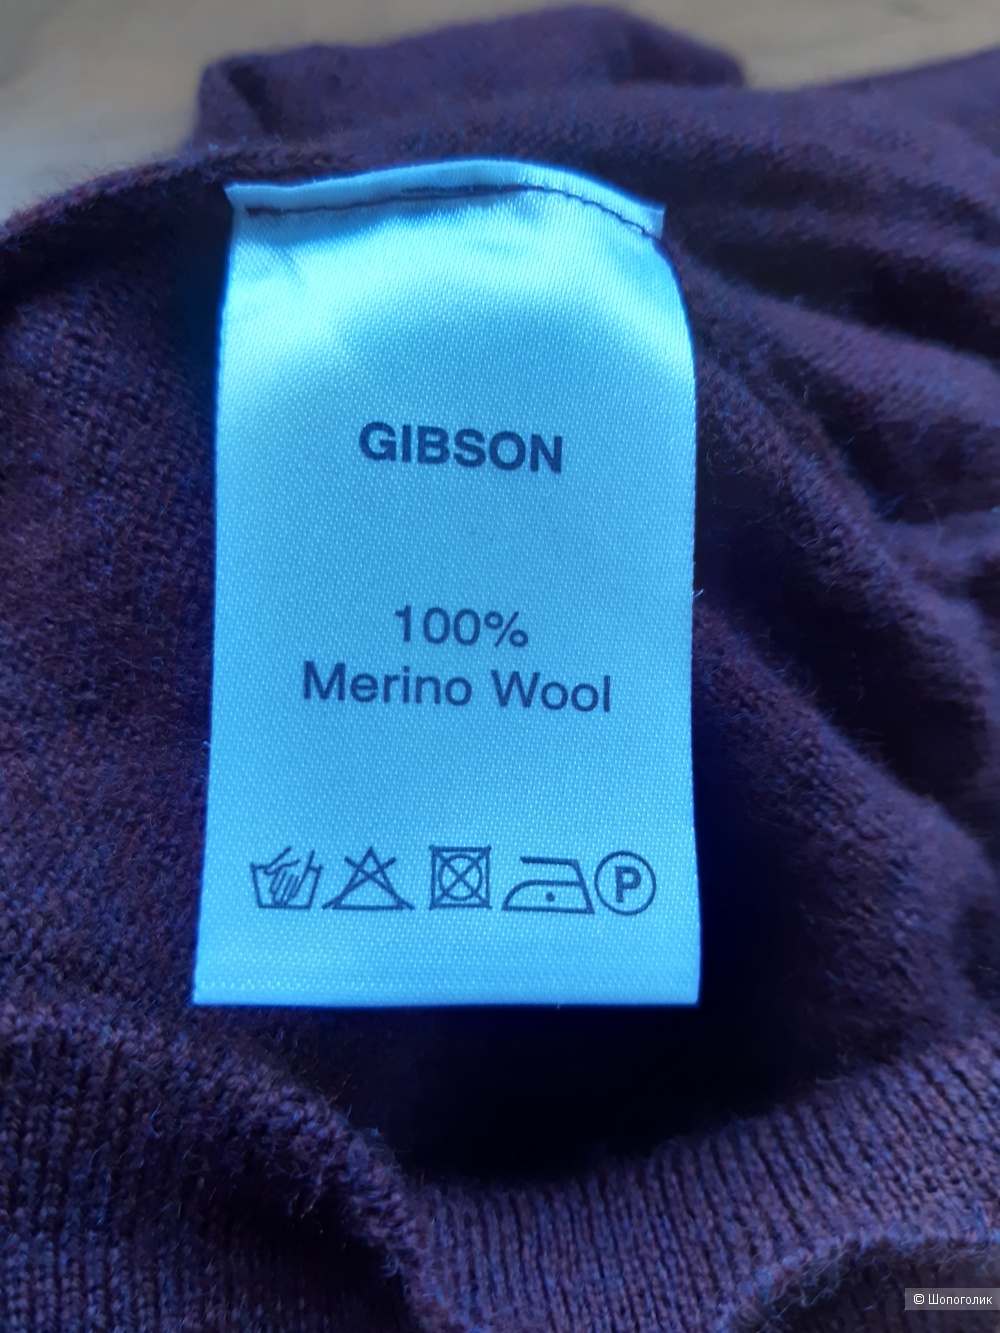 GIBSON
100%
Merino Wool
P
© Шопоголик